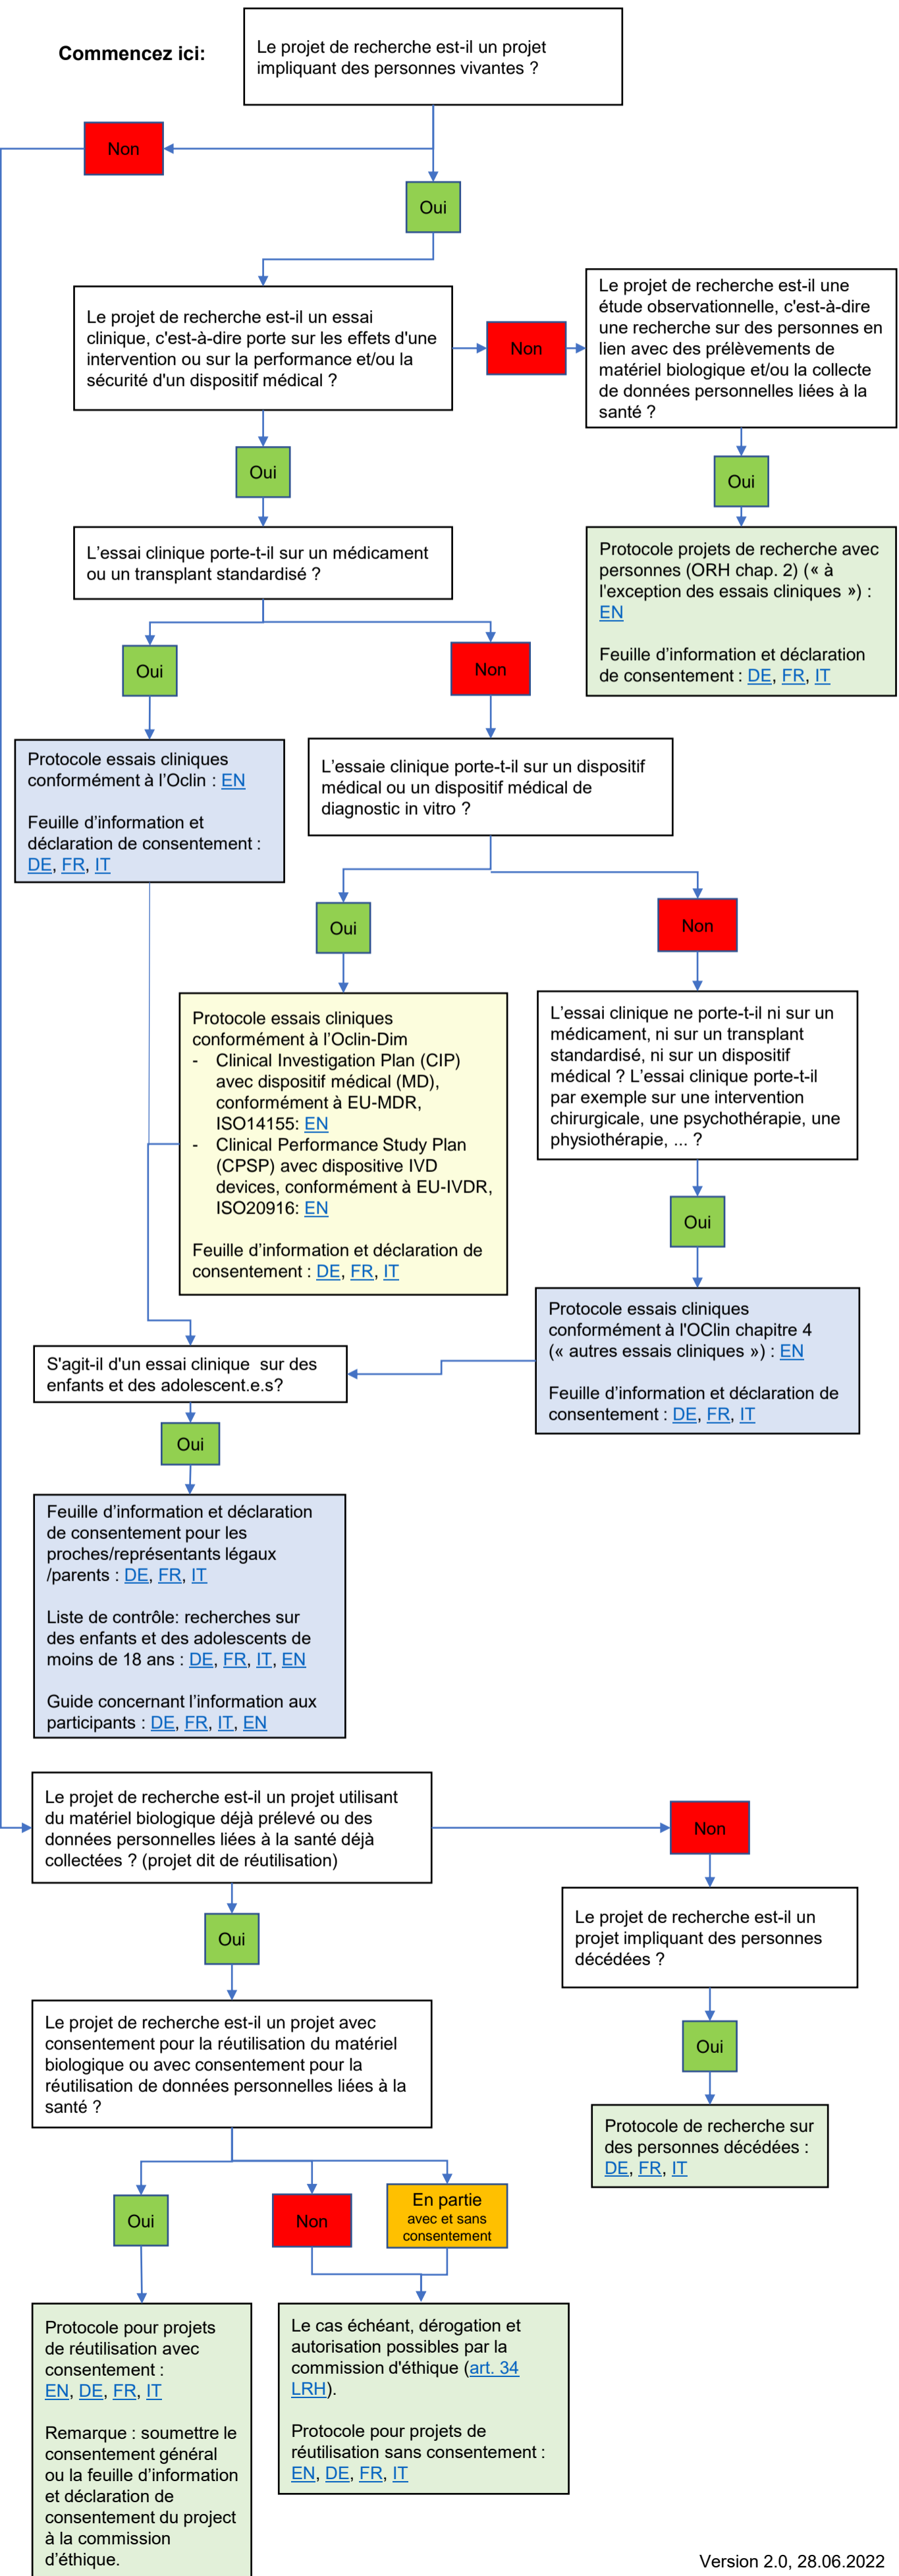 Commencez ici:
Le projet de recherche est-il un projet
impliquant des personnes vivantes ?
Non
Oui
Le projet de recherche est-il un essai
clinique, c'est-à-dire porte sur les effets d'une
intervention ou sur la performance et/ou la
sécurité d'un dispositif médical ?
Non
Le projet de recherche est-il une
étude observationnelle, c'est-à-dire
une recherche sur des personnes en
lien avec des prélèvements de
matériel biologique et/ou la collecte
de données personnelles liées à la
santé ?
Oui
Oui
L'essai clinique porte-t-il sur un médicament
ou un transplant standardisé ?
Protocole projets de recherche avec
personnes (ORH chap. 2) (« à
l'exception des essais cliniques ») :
EN
Feuille d'information et déclaration
de consentement : DE, FR, IT
Oui
Non
Protocole essais cliniques
conformément à l'Oclin : EN
Feuille d'information et
déclaration de consentement :
DE, FR, IT
L'essaie clinique porte-t-il sur un dispositif
médical ou un dispositif médical de
diagnostic in vitro ?
Oui
Non
Protocole essais cliniques
conformément à l'Oclin-Dim
- Clinical Investigation Plan (CIP)
avec dispositif médical (MD),
conformément à EU-MDR,
ISO14155: EN
- Clinical Performance Study Plan
(CPSP) avec dispositive IVD
devices, conformément à EU-IVDR,
ISO20916: EN
Feuille d'information et déclaration de
consentement : DE, FR, IT
L'essai clinique ne porte-t-il ni sur un
médicament, ni sur un transplant
standardisé, ni sur un dispositif
médical ? L'essai clinique porte-t-il
par exemple sur une intervention
chirurgicale, une psychothérapie, une
physiothérapie, ... ?
Oui
Protocole essais cliniques
conformément à l'OClin chapitre 4
(« autres essais cliniques ») : EN
Feuille d'information et déclaration de
consentement : DE, FR, IT
S'agit-il d'un essai clinique sur des
enfants et des adolescent.e.s?
Oui
Feuille d'information et déclaration
de consentement pour les
proches/représentants légaux
/parents : DE, FR, IT
Liste de contrôle: recherches sur
des enfants et des adolescents de
moins de 18 ans : DE, FR, IT, EN
Guide concernant l'information aux
participants : DE, FR, IT, EN
Le projet de recherche est-il un projet utilisant
du matériel biologique déjà prélevé ou des
données personnelles liées à la santé déjà
collectées ? (projet dit de réutilisation)
Non
Oui
Le projet de recherche est-il un
projet impliquant des personnes
décédées ?
Le projet de recherche est-il un projet avec
consentement pour la réutilisation du matériel
biologique ou avec consentement pour la
réutilisation de données personnelles liées à la
santé ?
Oui
Protocole de recherche sur
des personnes décédées :
DE, FR, IT
Oui
Non
En partie
avec et sans
consentement
Protocole pour projets
de réutilisation avec
consentement :
EN, DE, FR, IT
Remarque : soumettre le
consentement général
ou la feuille d'information
et déclaration de
consentement du project
à la commission
d'éthique.
Le cas échéant, dérogation et
autorisation possibles par la
commission d'éthique (art. 34
LRH).
Protocole pour projets de
réutilisation sans consentement :
EN, DE, FR, IT
Version 2.0, 28.06.2022